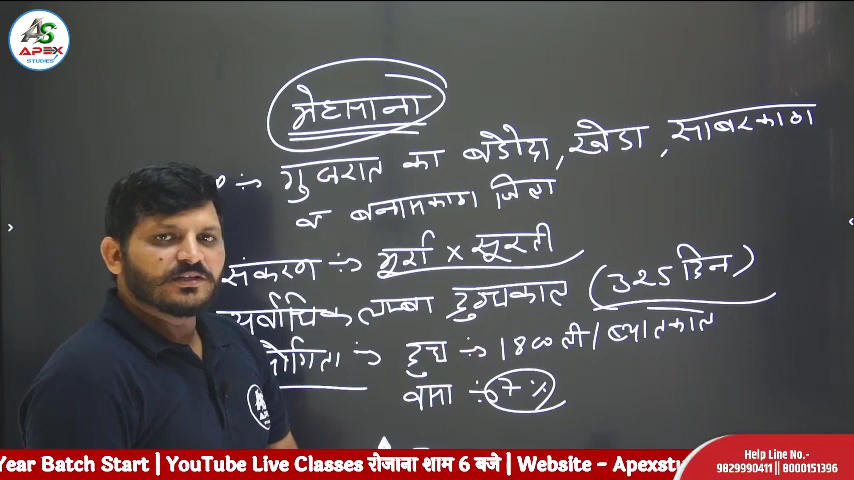 AS
APEX
STUDIES
मेहसाना
गुजरात का बडोदा, खेडा, साबरकाठा
व बनासकाठा जिला
संकरण → मुर्रा x सूरती
सर्वाधिक लम्बा दुग्धकाल (325 दिन)
योगिता → दुग्ध → 1800 ली/ब्यातकाल
वसा → 7%
Year Batch Start | YouTube Live Classes रोजाना शाम 6 बजे | Website - Apexstu
Help Line No.-
9829990411 || 8000151396